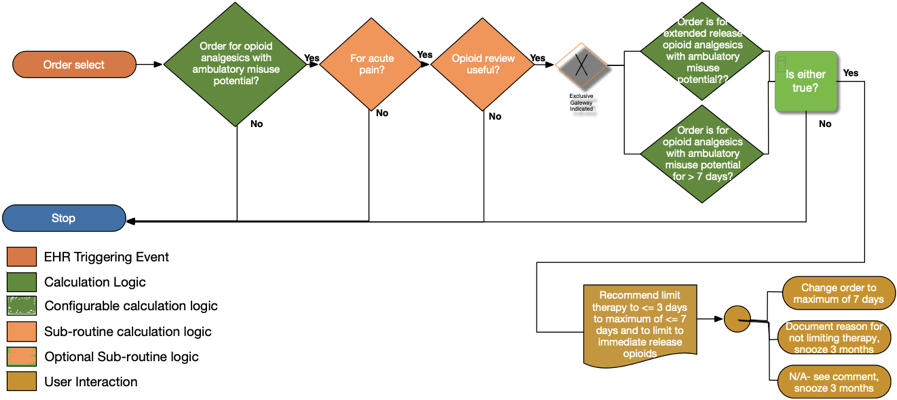 Order select
Order for opioid
analgesics with
ambulatory misuse
potential?
Yes
No
For acute
pain?
Yes
No
Opioid review
useful?
Yes
No
X
Exclusive
Gateway
Indicated
Order is for
extended release
opioid analgesics with
ambulatory
misuse
potential??
Order is for
opioid analgesics
with ambulatory
misuse potential
for > 7 days?
Is either
true?
Yes
No
Stop
EHR Triggering Event
Calculation Logic
Configurable calculation logic
Sub-routine calculation logic
Optional Sub-routine logic
User Interaction
Recommend limit
therapy to <= 3 days
to maximum of <= 7
days and to limit to
immediate release
opioids
Change order to
maximum of 7 days
Document reason for
not limiting therapy,
snooze 3 months
N/A- see comment,
snooze 3 months